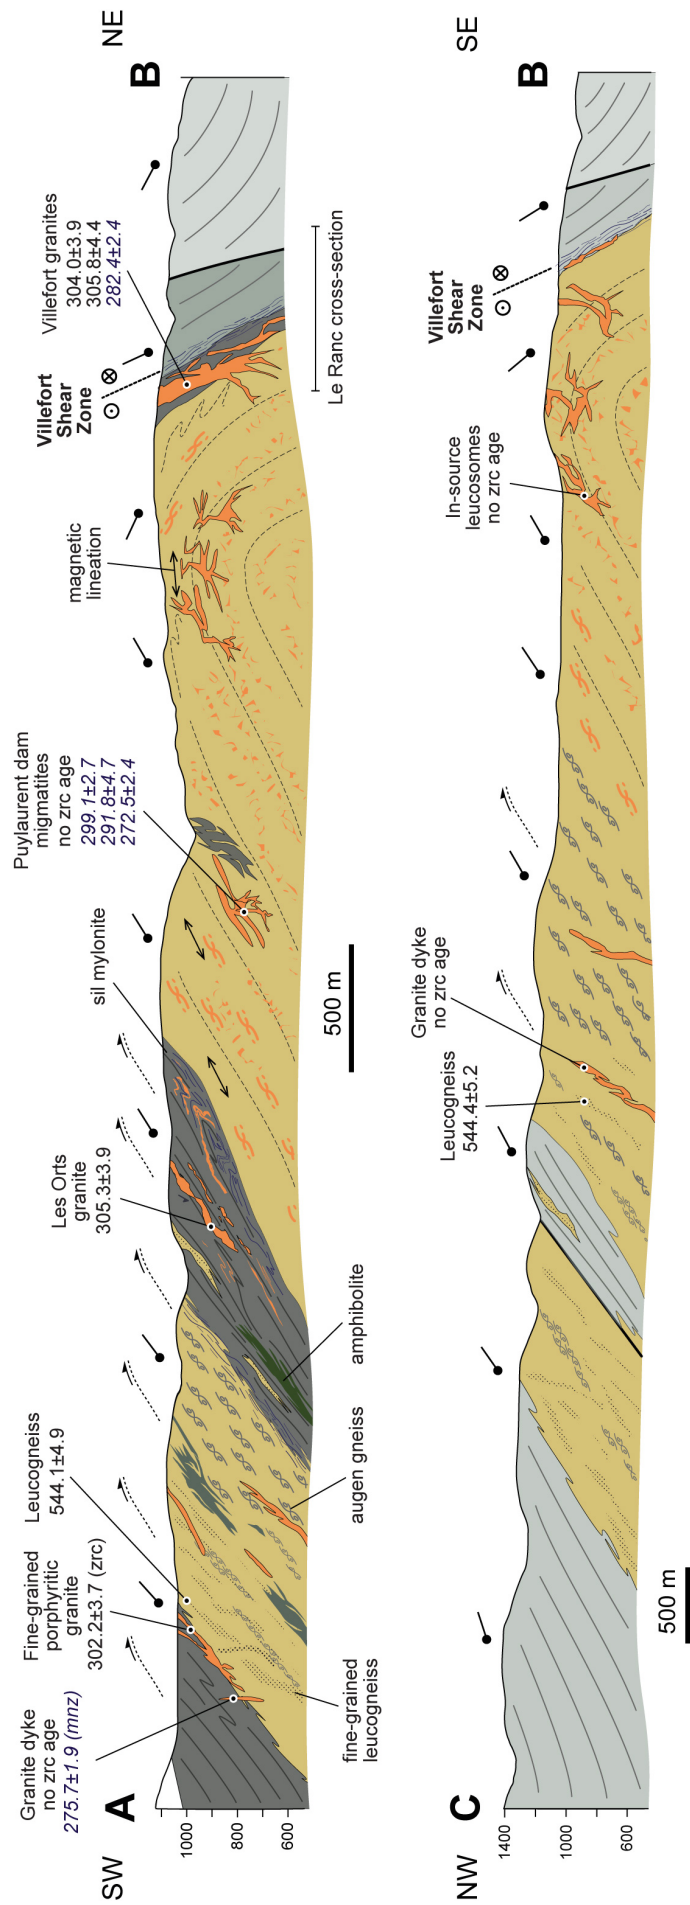 SW
NE
A
B
Granite dyke
no zrc age
275.7±1.9 (mnz)
Fine-grained
porphyritic
granite
302.2±3.7 (zrc)
Leucogneiss
544.1±4.9
Les Orts
granite
305.3±3.9
sil mylonite
Puylaurent dam
migmatites
no zrc age
299.1±2.7
291.8±4.7
272.5±2.4
magnetic
lineation
Villefort
Shear
Zone
Villefort granites
304.0±3.9
305.8±4.4
282.4±2.4
1000
800
600
fine-grained
leucogneiss
augen gneiss
amphibolite
500 m
Le Ranc cross-section
NW
SE
C
B
Leucogneiss
544.4±5.2
Granite dyke
no zrc age
In-source
leucosomes
no zrc age
Villefort
Shear
Zone
1400
1000
600
500 m